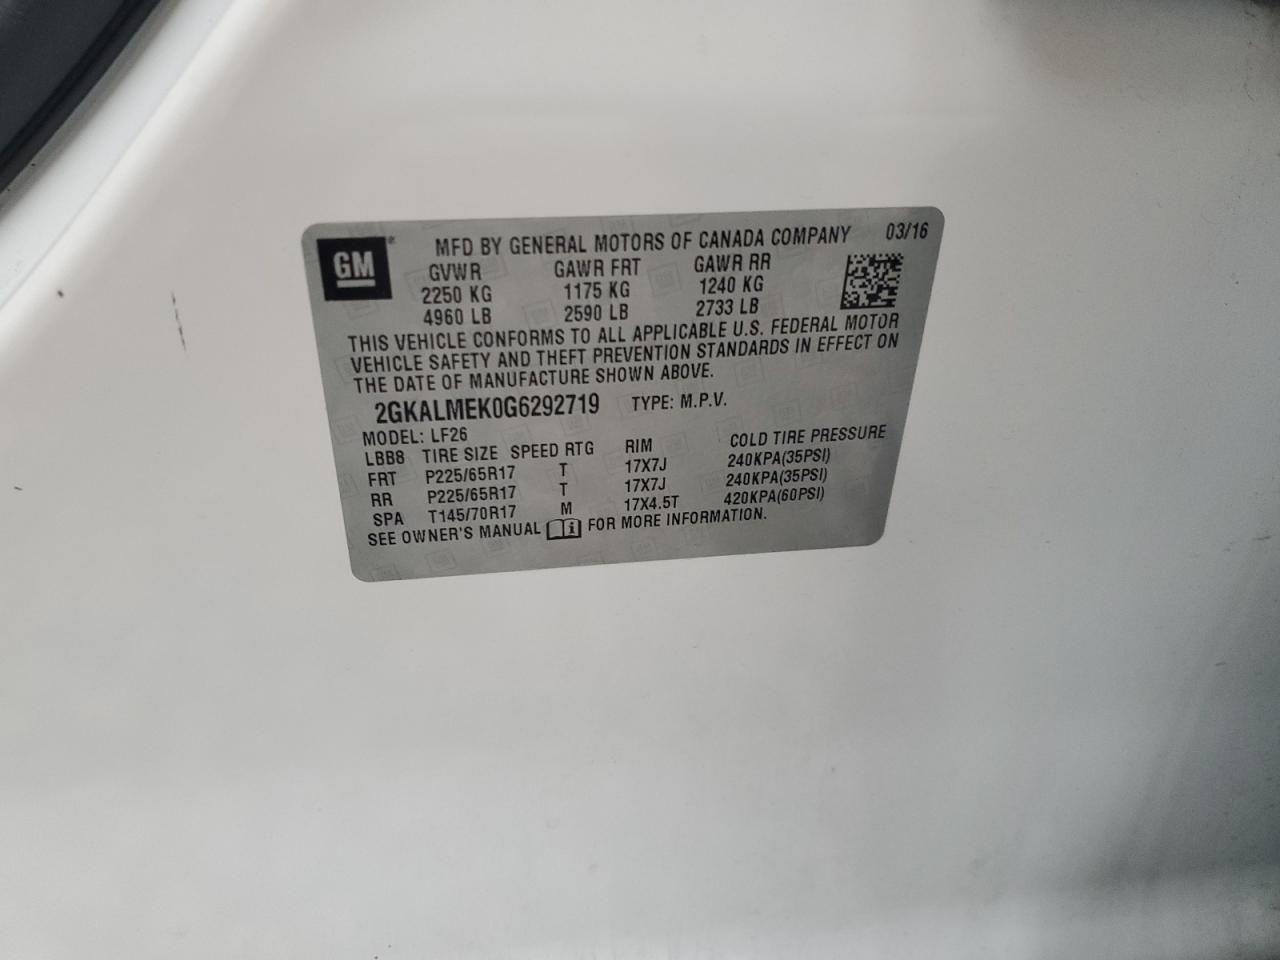 GM ® MFD BY GENERAL MOTORS OF CANADA COMPANY 03/16
GVWR GAWR FRT GAWR RR
2250 KG 1175 KG 1240 KG
4960 LB 2590 LB 2733 LB
THIS VEHICLE CONFORMS TO ALL APPLICABLE U.S. FEDERAL MOTOR
VEHICLE SAFETY AND THEFT PREVENTION STANDARDS IN EFFECT ON
THE DATE OF MANUFACTURE SHOWN ABOVE.
2GKALMEK0G6292719 TYPE: M.P.V.
MODEL: LF26
LBB8 TIRE SIZE SPEED RTG RIM COLD TIRE PRESSURE
FRT P225/65R17 T 17X7J 240KPA(35PSI)
RR P225/65R17 T 17X7J 240KPA(35PSI)
SPA T145/70R17 M 17X4.5T 420KPA(60PSI)
SEE OWNER'S MANUAL FOR MORE INFORMATION.